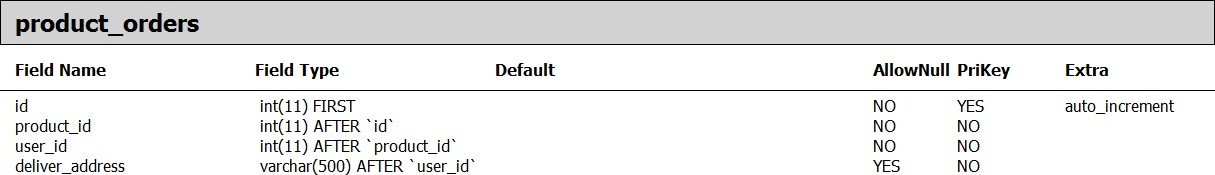 product_orders
Field Name Field Type Default AllowNull PriKey Extra
id int(11) FIRST NO YES auto_increment
product_id int(11) AFTER `id` NO NO
user_id int(11) AFTER `product_id` NO NO
deliver_address varchar(500) AFTER `user_id` YES NO